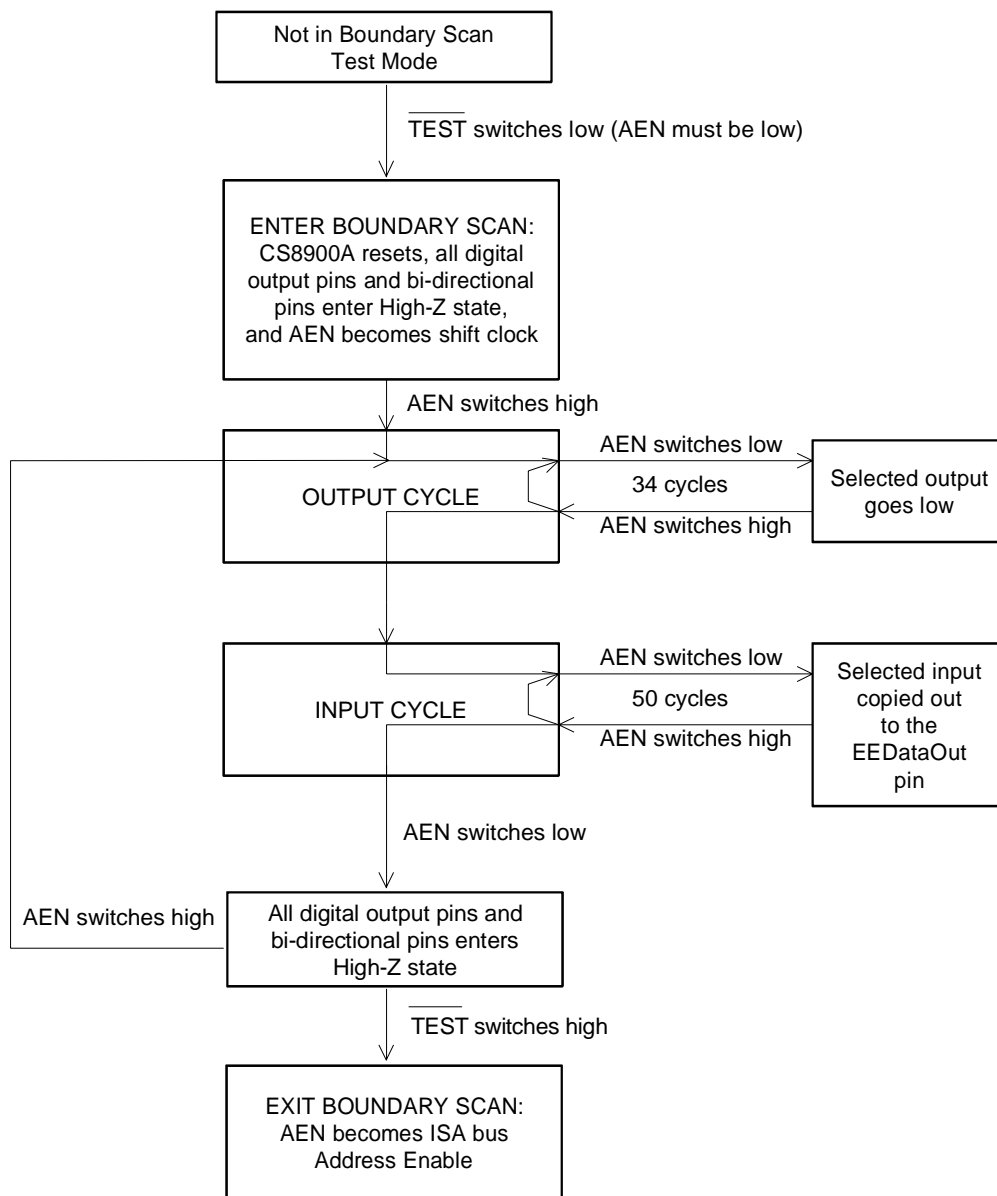 Not in Boundary Scan
Test Mode
TEST switches low (AEN must be low)
ENTER BOUNDARY SCAN:
CS8900A resets, all digital
output pins and bi-directional
pins enter High-Z state,
and AEN becomes shift clock
AEN switches high
AEN switches low
OUTPUT CYCLE
34 cycles
AEN switches high
Selected output
goes low
AEN switches low
INPUT CYCLE
50 cycles
AEN switches high
Selected input
copied out
to the
EEDataOut
pin
AEN switches low
AEN switches high
All digital output pins and
bi-directional pins enters
High-Z state
TEST switches high
EXIT BOUNDARY SCAN:
AEN becomes ISA bus
Address Enable